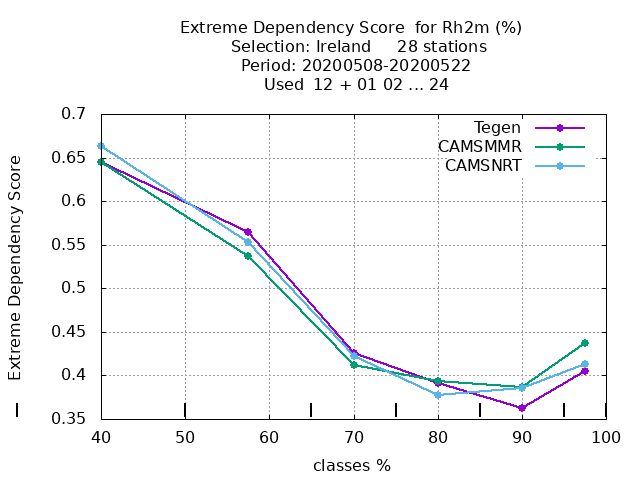 Extreme Dependency Score  for Rh2m (%)
Selection: Ireland     28 stations
Period: 20200508-20200522
Used  12 + 01 02 ... 24
Extreme Dependency Score
0.7
0.65
0.6
0.55
0.5
0.45
0.4
0.35
Tegen
CAMSMMR
CAMSNRT
40 50 60 70 80 90 100
classes %